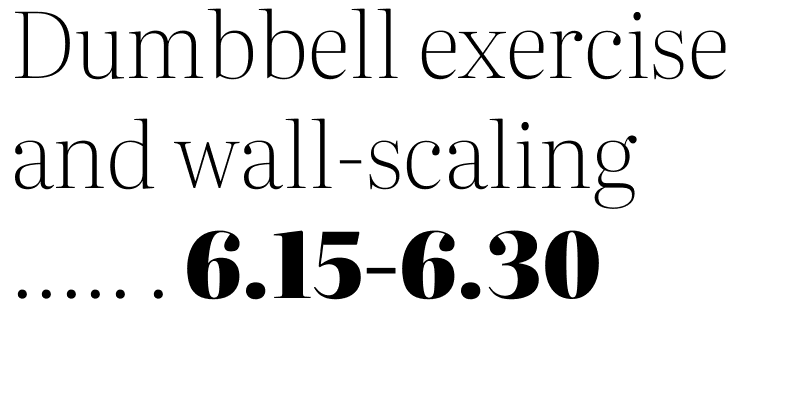 Dumbbell exercise
and wall-scaling
..... . 6.15-6.30